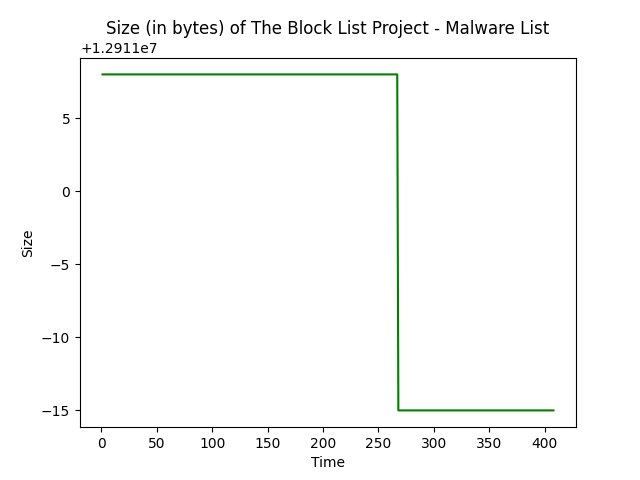 Size (in bytes) of The Block List Project - Malware List
+1.2911e7
5
0
−5
−10
−15
Size
0 50 100 150 200 250 300 350 400
Time